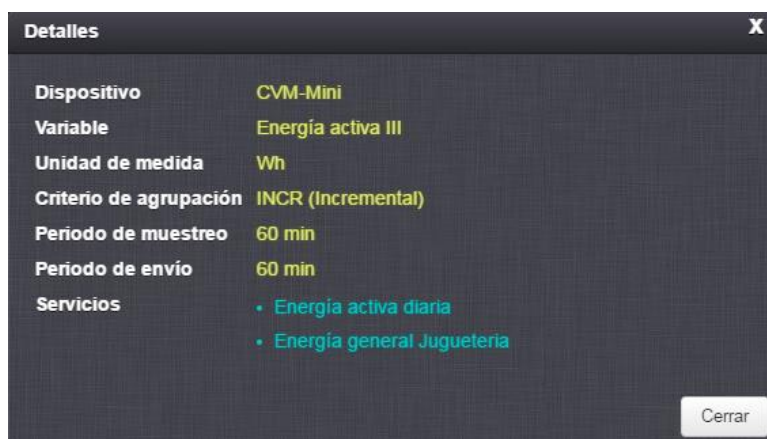 Detalles X
Dispositivo CVM-Mini
Variable Energía activa III
Unidad de medida Wh
Criterio de agrupación INCR (Incremental)
Periodo de muestreo 60 min
Periodo de envío 60 min
Servicios • Energía activa diaria
• Energía general Jugueteria
Cerrar